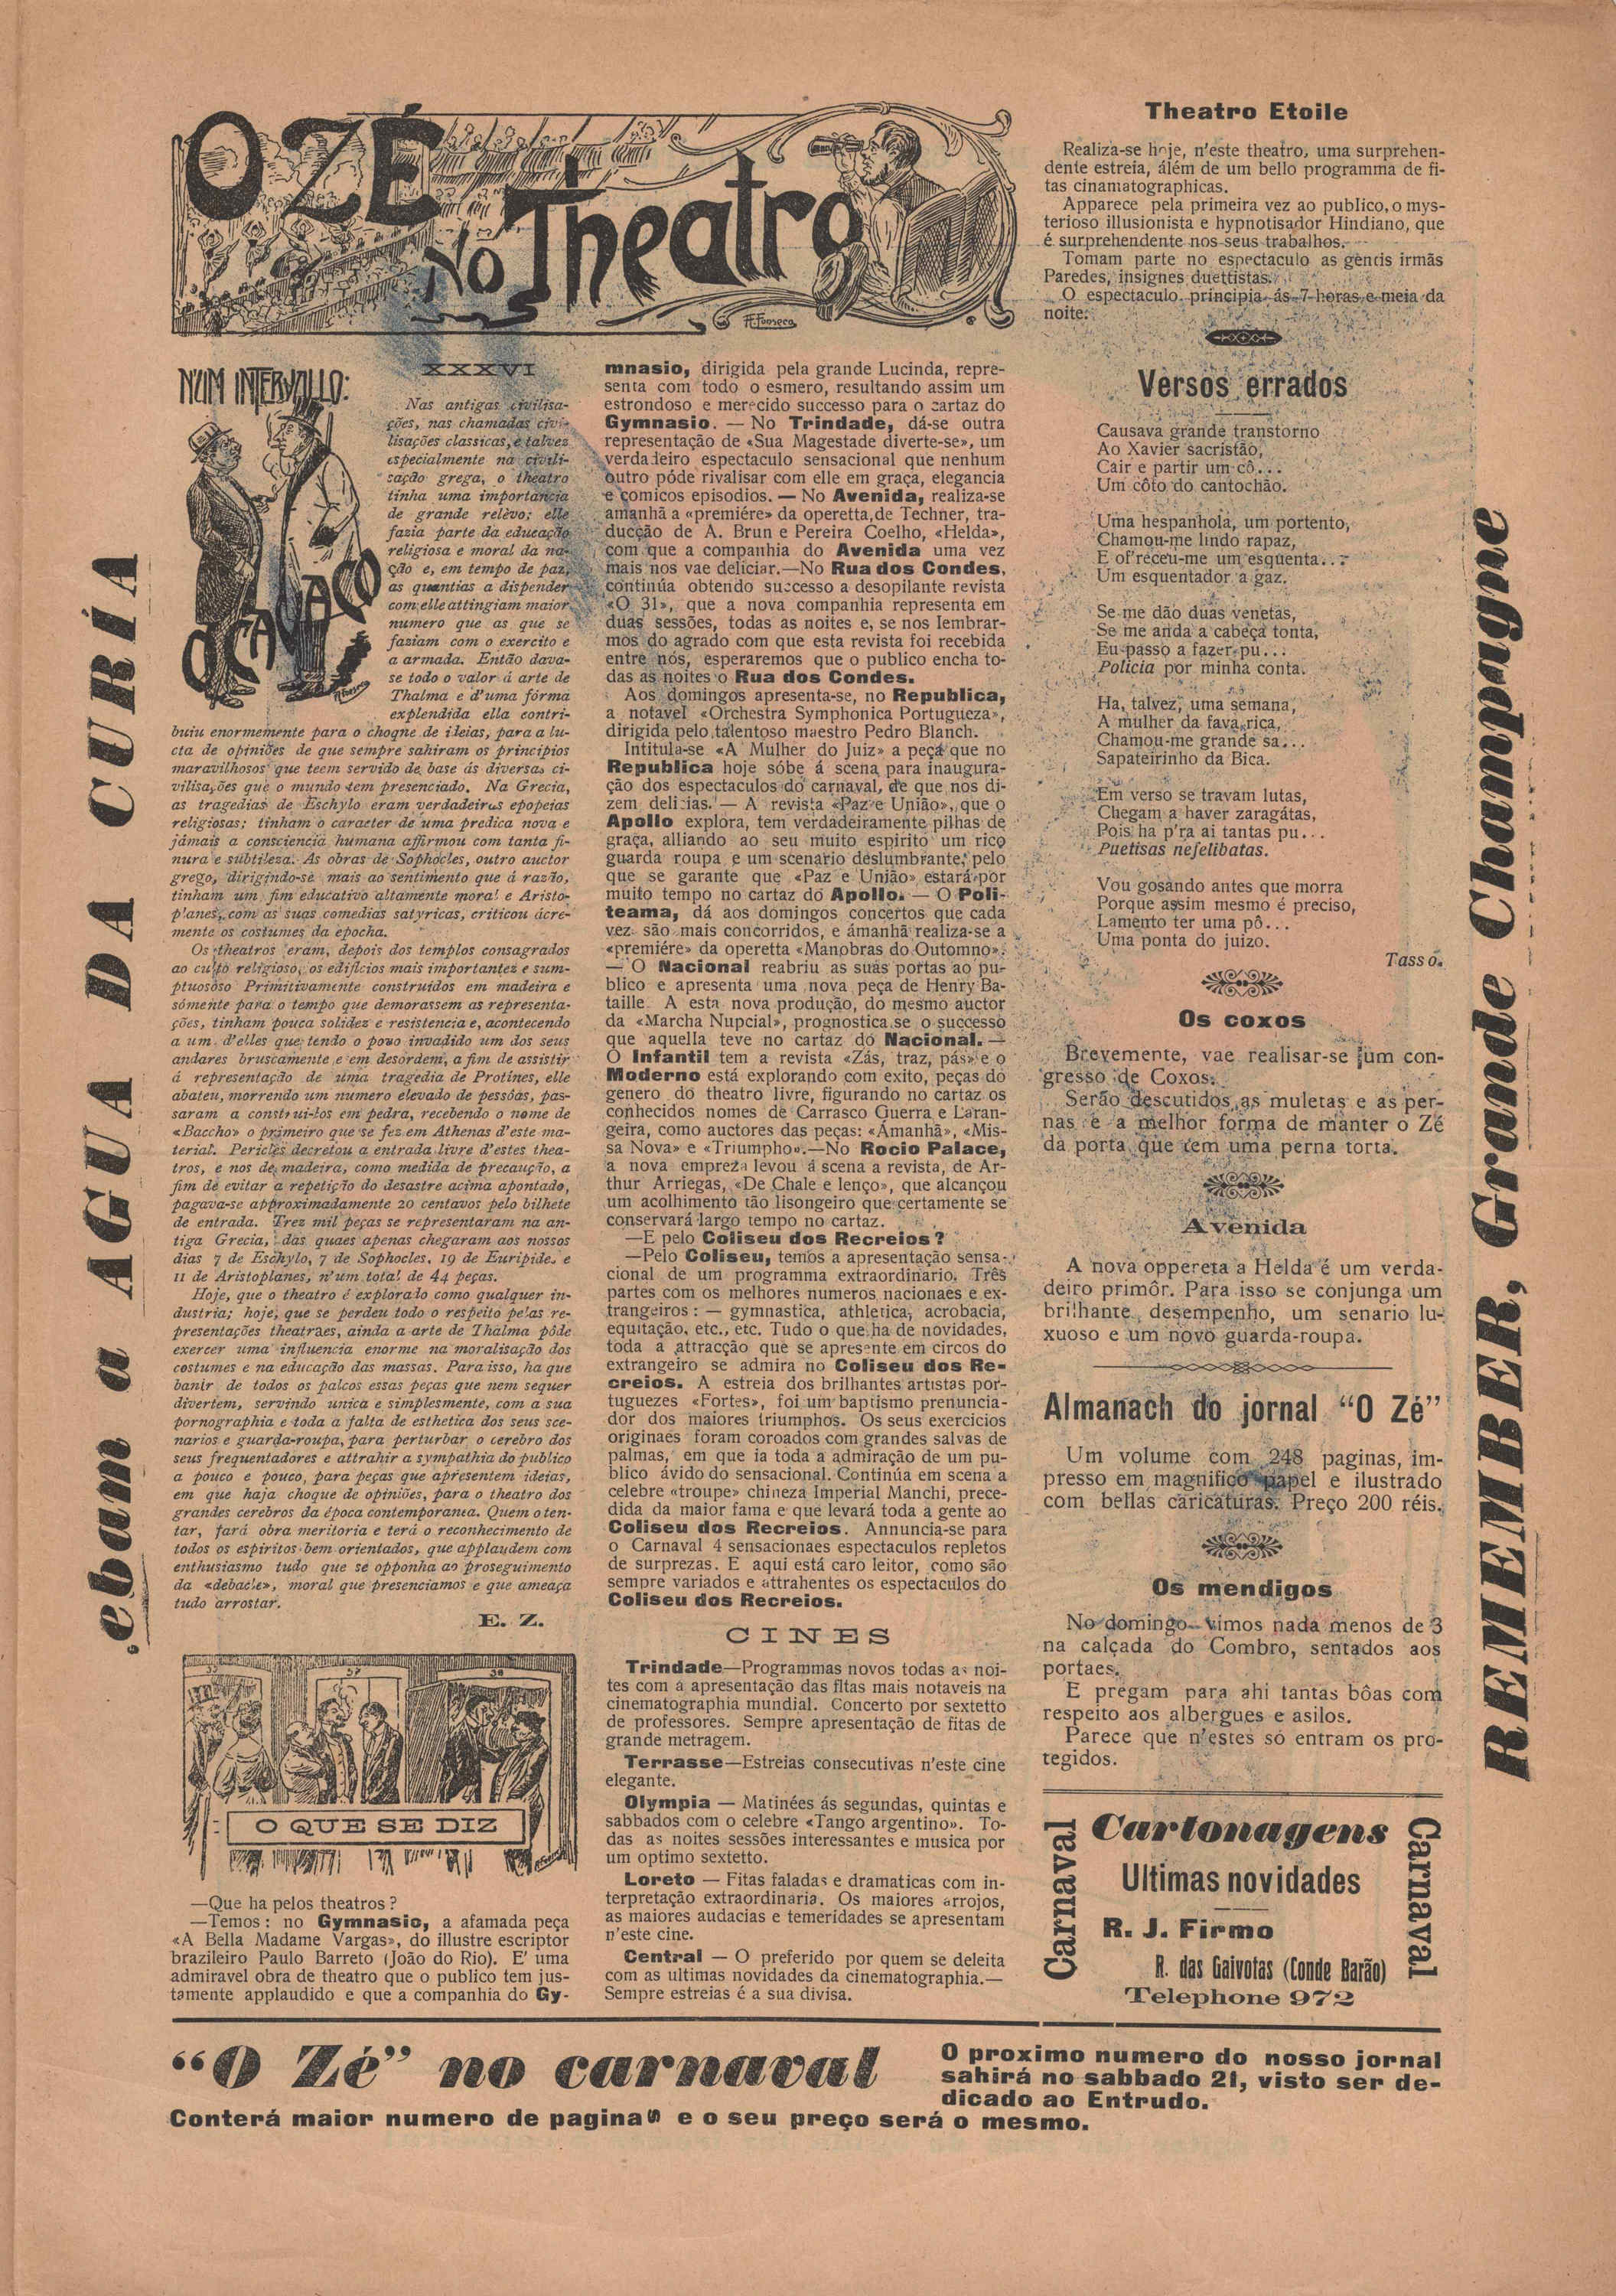 O ZÉ
NO Theatro
NUM INTERVALLO:
O CAVACO
XXXVI
Nas antigas civilisa-
ções, nas chamadas civi-
lisações classicas, e talvez
especialmente na civili-
sação grega, o theatro
tinha uma importancia
de grande relêvo; elle
fazia parte da educação
religiosa e moral da na-
ção e, em tempo de paz,
as quantias a dispender
com elle attingiam maior
numero que as que se
faziam com o exercito e
a armada. Então dava-
se todo o valor á arte de
Thalma e d'uma fórma
explendida ella contri-
buiu enormemente para o choque de ideias, para a lu-
cta de opiniões de que sempre sahiram os principios
maravilhosos que teem servido de base ás diversas ci-
vilisações que o mundo tem presenciado. Na Grecia,
as tragedias de Eschylo eram verdadeiras epopeias
religiosas; tinham o caracter de uma predica nova e
jámais a consciencia humana affirmou com tanta fi-
nura e subtileza. As obras de Sophocles, outro auctor
grego, dirigindo-se mais ao sentimento que á razão,
tinham um fim educativo altamente moral e Aristo-
planes, com as suas comedias satyricas, criticou ácre-
mente os costumes da epocha.
Os theatros eram, depois dos templos consagrados
ao culto religioso, os edificios mais importantes e sum-
ptuosos Primitivamente construidos em madeira e
sómente para o tempo que demorassem as representa-
ções, tinham pouca solidez e resistencia e, acontecendo
a um d'elles que tendo o povo invadido um dos seus
andares bruscamente e em desordem, a fim de assistir
á representação de uma tragedia de Protines, elle
abateu, morrendo um numero elevado de pessôas, pas-
saram a construi-los em pedra, recebendo o nome de
«Baccho» o primeiro que se fez em Athenas d'este ma-
terial. Pericles decretou a entrada livre d'estes thea-
tros, e nos de madeira, como medida de precaução, a
fim de evitar a repetição do desastre acima apontado,
pagava-se approximadamente 20 centavos pelo bilhete
de entrada. Trez mil peças se representaram na an-
tiga Grecia, das quaes apenas chegaram aos nossos
dias 7 de Eschylo, 7 de Sophocles, 19 de Euripides e
11 de Aristoplanes, n'um total de 44 peças.
Hoje, que o theatro é explorado como qualquer in-
dustria; hoje, que se perdeu todo o respeito pelas re-
presentações theatraes, ainda a arte de Thalma póde
exercer uma influencia enorme na moralisação dos
costumes e na educação das massas. Para isso, ha que
banir de todos os palcos essas peças que nem sequer
divertem, servindo unica e simplesmente, com a sua
pornographia e toda a falta de esthetica dos seus sce-
narios e guarda-roupa, para perturbar o cerebro dos
seus frequentadores e attrahir a sympathia do publico
a pouco e pouco, para peças que apresentem ideias,
em que haja choque de opiniões, para o theatro dos
grandes cerebros da época contemporanea. Quem o ten-
tar, fará obra meritoria e terá o reconhecimento de
todos os espiritos bem orientados, que applaudem com
enthusiasmo tudo que se opponha ao proseguimento
da «debacle», moral que presenciamos e que ameaça
tudo arrostar.
E. Z.
O QUE SE DIZ
—Que ha pelos theatros?
—Temos: no Gymnasio, a afamada peça
«A Bella Madame Vargas», do illustre escriptor
brazileiro Paulo Barreto (João do Rio). E' uma
admiravel obra de theatro que o publico tem jus-
tamente applaudido e que a companhia do Gy-
mnasio, dirigida pela grande Lucinda, repre-
senta com todo o esmero, resultando assim um
estrondoso e merecido successo para o cartaz do
Gymnasio. — No Trindade, dá-se outra
representação de «Sua Magestade diverte-se», um
verdadeiro espectaculo sensacional que nenhum
outro póde rivalisar com elle em graça, elegancia
e comicos episodios. — No Avenida, realiza-se
amanhã a «premiére» da operetta, de Techner, tra-
ducção de A. Brun e Pereira Coelho, «Helda»,
com que a companhia do Avenida uma vez
mais nos vae deliciar.—No Rua dos Condes,
continúa obtendo successo a desopilante revista
«O 31», que a nova companhia representa em
duas sessões, todas as noites e, se nos lembrar-
mos do agrado com que esta revista foi recebida
entre nós, esperaremos que o publico encha to-
das as noites o Rua dos Condes.
Aos domingos apresenta-se, no Republica,
a notavel «Orchestra Symphonica Portugueza»,
dirigida pelo talentoso maestro Pedro Blanch.
Intitula-se «A Mulher do Juiz» a peça que no
Republica hoje sóbe á scena para inaugura-
ção dos espectaculos do carnaval, de que nos di-
zem delicias. — A revista «Paz e União», que o
Apollo explora, tem verdadeiramente pilhas de
graça, alliando ao seu muito espirito um rico
guarda roupa e um scenario deslumbrante, pelo
que se garante que «Paz e União» estará por
muito tempo no cartaz do Apollo. — O Poli-
teama, dá aos domingos concertos que cada
vez são mais concorridos, e ámanhã realiza-se a
«premiére» da operetta «Manobras do Outomno».
— O Nacional reabriu as suas portas ao pu-
blico e apresenta uma nova peça de Henry Ba-
taille. A esta nova produção, do mesmo auctor
da «Marcha Nupcial», prognostica-se o successo
que aquella teve no cartaz do Nacional. —
O Infantil tem a revista «Zás, traz, pás» e o
Moderno está explorando com exito, peças do
genero do theatro livre, figurando no cartaz os
conhecidos nomes de Carrasco Guerra e Laran-
geira, como auctores das peças: «Amanhã», «Mis-
sa Nova» e «Triumpho».—No Rocio Palace,
a nova empreza levou á scena a revista, de Ar-
thur Arriegas, «De Chale e lenço», que alcançou
um acolhimento tão lisongeiro que certamente se
conservará largo tempo no cartaz.
—E pelo Coliseu dos Recreios?
—Pelo Coliseu, temos a apresentação sensa-
cional de um programma extraordinario. Três
partes com os melhores numeros nacionaes e ex-
trangeiros: — gymnastica, athletica, acrobacia,
equitação, etc., etc. Tudo o que ha de novidades,
toda a attracção que se apresente em circos do
extrangeiro se admira no Coliseu dos Re-
creios. A estreia dos brilhantes artistas por-
tuguezes «Fortes», foi um baptismo prenuncia-
dor dos maiores triumphos. Os seus exercicios
originaes foram coroados com grandes salvas de
palmas, em que ia toda a admiração de um pu-
blico ávido do sensacional. Continúa em scena a
celebre «troupe» chineza Imperial Manchi, prece-
dida da maior fama e que levará toda a gente ao
Coliseu dos Recreios. Annuncia-se para
o Carnaval 4 sensacionaes espectaculos repletos
de surprezas. E aqui está caro leitor, como são
sempre variados e attrahentes os espectaculos do
Coliseu dos Recreios.
CINES
Trindade—Programmas novos todas as noi-
tes com a apresentação das fitas mais notaveis na
cinematographia mundial. Concerto por sextetto
de professores. Sempre apresentação de fitas de
grande metragem.
Terrasse—Estreias consecutivas n'este cine
elegante.
Olympia — Matinées ás segundas, quintas e
sabbados com o celebre «Tango argentino». To-
das as noites sessões interessantes e musica por
um optimo sextetto.
Loreto — Fitas faladas e dramaticas com in-
terpretação extraordinaria. Os maiores arrojos,
as maiores audacias e temeridades se apresentam
n'este cine.
Central — O preferido por quem se deleita
com as ultimas novidades da cinematographia.—
Sempre estreias é a sua divisa.
Theatro Etoile
Realiza-se hoje, n'este theatro, uma surprehen-
dente estreia, álém de um bello programma de fi-
tas cinamatographicas.
Apparece pela primeira vez ao publico, o mys-
terioso illusionista e hypnotisador Hindiano, que
é surprehendente nos seus trabalhos.
Tomam parte no espectaculo as gentis irmãs
Paredes, insignes duettistas.
O espectaculo principia ás 7 horas e meia da
noite.
Versos errados
Causava grande transtorno
Ao Xavier sacristão,
Cair e partir um cô...
Um côto do cantochão.
Uma hespanhola, um portento,
Chamou-me lindo rapaz,
E of'receu-me um esquenta...
Um esquentador a gaz.
Se me dão duas venetas,
Se me anda a cabeça tonta,
Eu passo a fazer pu...
Policia por minha conta.
Ha, talvez, uma semana,
A mulher da fava rica,
Chamou-me grande sa...
Sapateirinho da Bica.
Em verso se travam lutas,
Chegam a haver zaragátas,
Pois ha p'ra ai tantas pu...
Puetisas nefelibatas.
Vou gosando antes que morra
Porque assim mesmo é preciso,
Lamento ter uma pô...
Uma ponta do juizo.
Tasso.
Os coxos
Brevemente, vae realisar-se um con-
gresso de Coxos.
Serão descutidos as muletas e as per-
nas e a melhor forma de manter o Zé
da porta que tem uma perna torta.
Avenida
A nova oppereta a Helda é um verda-
deiro primôr. Para isso se conjunga um
brilhante desempenho, um senario lu-
xuoso e um novo guarda-roupa.
Almanach do jornal "O Zé"
Um volume com 248 paginas, im-
presso em magnifico papel e ilustrado
com bellas caricaturas. Preço 200 réis.
Os mendigos
No domingo vimos nada menos de 3
na calçada do Combro, sentados aos
portaes.
E prégam para ahi tantas bôas com
respeito aos albergues e asilos.
Parece que n'estes só entram os pro-
tegidos.
Carnaval
Cartonagens
Ultimas novidades
R. J. Firmo
R. das Gaivotas (Conde Barão)
Telephone 972
Carnaval
.ebam a AGUA DA CURÍA
REMEMBER, Grande Champagne
"O Zé" no carnaval
O proximo numero do nosso jornal
sahirá no sabbado 21, visto ser de-
dicado ao Entrudo.
Conterá maior numero de paginas e o seu preço será o mesmo.